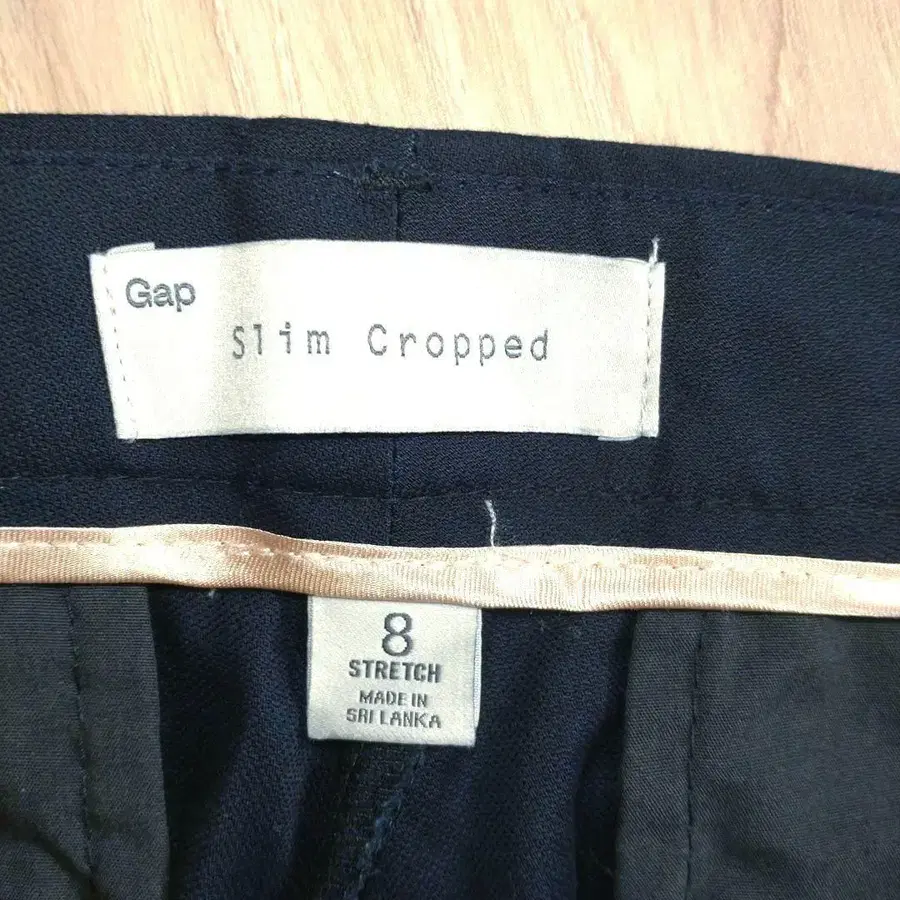 Gap
Slim Cropped
8
STRETCH
MADE IN
SRI LANKA